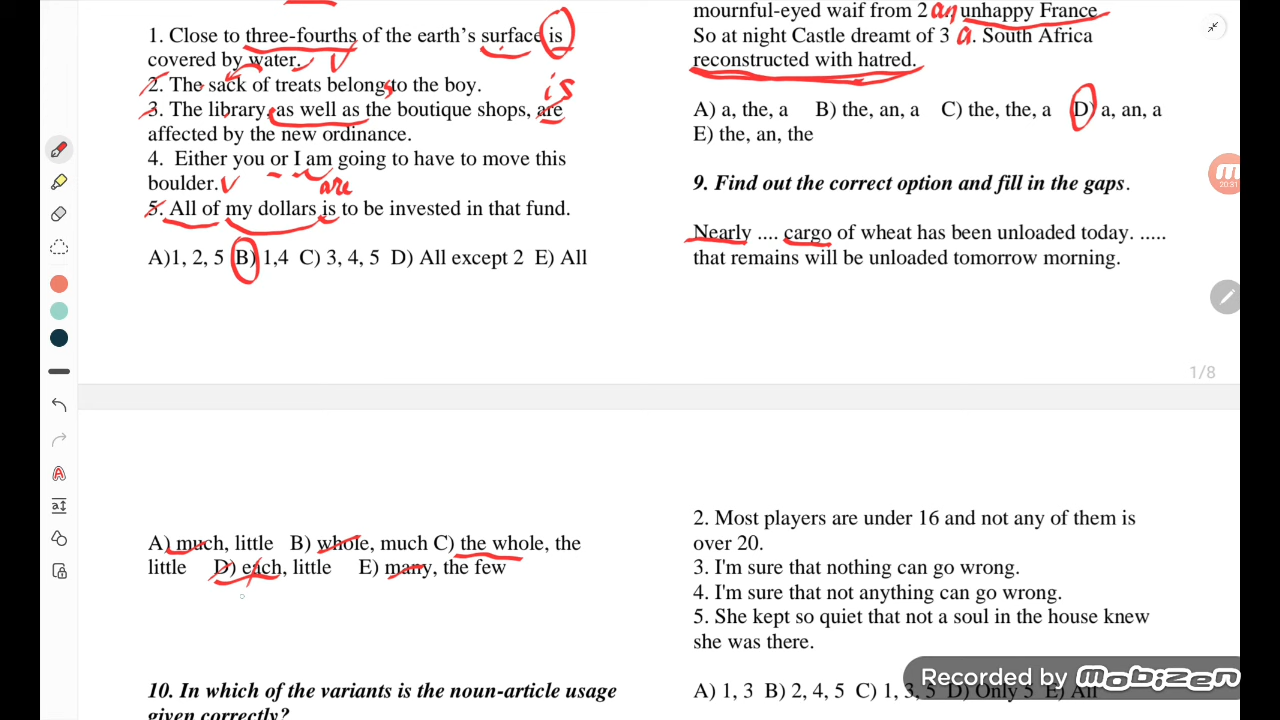 1. Close to three-fourths of the earth's surface is
covered by water.
2. The sack of treats belong s to the boy.
is
3. The library, as well as the boutique shops, are
affected by the new ordinance.
4. Either you or I am going to have to move this
boulder.
are
5. All of my dollars is to be invested in that fund.
A)1, 2, 5 B) 1,4 C) 3, 4, 5 D) All except 2 E) All
mournful-eyed waif from 2 an unhappy France
So at night Castle dreamt of 3 a. South Africa
reconstructed with hatred.
A) a, the, a B) the, an, a C) the, the, a D) a, an, a
E) the, an, the
9. Find out the correct option and fill in the gaps.
Nearly .... cargo of wheat has been unloaded today. .....
that remains will be unloaded tomorrow morning.
1/8
A) much, little B) whole, much C) the whole, the
little D) each, little E) many, the few
10. In which of the variants is the noun-article usage
given correctly?
2. Most players are under 16 and not any of them is
over 20.
3. I'm sure that nothing can go wrong.
4. I'm sure that not anything can go wrong.
5. She kept so quiet that not a soul in the house knew
she was there.
A) 1, 3 B) 2, 4, 5 C) 1, 3, 5 D) Only 5 E) All
20:31
Recorded by Mobizen